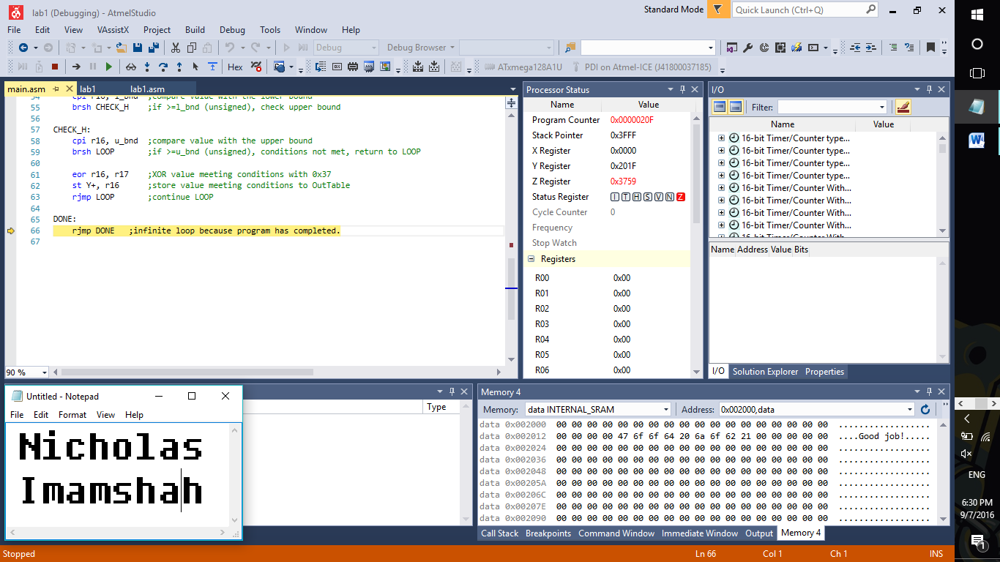 lab1 (Debugging) - AtmelStudio
Standard Mode
Quick Launch (Ctrl+Q)
File Edit View VAssistX Project Build Debug Tools Window Help
Debug Debug Browser
Hex ATxmega128A1U PDI on Atmel-ICE (J41800037185)
main.asm lab1 lab1.asm
54 cpi r16, l_bnd ;compare value with the lower bound
55 brsh CHECK_H ;if >=l_bnd (unsigned), check upper bound
56
57 CHECK_H:
58 cpi r16, u_bnd ;compare value with the upper bound
59 brsh LOOP ;if >=u_bnd (unsigned), conditions not met, return to LOOP
60
61 eor r16, r17 ;XOR value meeting conditions with 0x37
62 st Y+, r16 ;store value meeting conditions to OutTable
63 rjmp LOOP ;continue LOOP
64
65 DONE:
66 rjmp DONE ;infinite loop because program has completed.
67
90 %
Processor Status
Name Value
Program Counter 0x0000020F
Stack Pointer 0x3FFF
X Register 0x0000
Y Register 0x201F
Z Register 0x3759
Status Register I T H S V N Z
Cycle Counter 0
Frequency
Stop Watch
Registers
R00 0x00
R01 0x00
R02 0x00
R03 0x00
R04 0x00
R05 0x00
R06 0x00
I/O
Filter:
Name Value
16-bit Timer/Counter type...
16-bit Timer/Counter type...
16-bit Timer/Counter type...
16-bit Timer/Counter type...
16-bit Timer/Counter With...
16-bit Timer/Counter With...
16-bit Timer/Counter With...
16-bit Timer/Counter With...
16-bit Timer/Counter With...
Name Address Value Bits
I/O Solution Explorer Properties
Untitled - Notepad
File Edit Format View Help
Nicholas
Imamshah
Type
Memory 4
Memory: data INTERNAL_SRAM Address: 0x002000,data
data 0x002000 00 00 00 00 00 00 00 00 00 00 00 00 00 00 00 00 00 00 ..................
data 0x002012 00 00 00 00 47 6f 6f 64 20 6a 6f 62 21 00 00 00 00 00 ....Good job!.....
data 0x002024 00 00 00 00 00 00 00 00 00 00 00 00 00 00 00 00 00 00 ..................
data 0x002036 00 00 00 00 00 00 00 00 00 00 00 00 00 00 00 00 00 00 ..................
data 0x002048 00 00 00 00 00 00 00 00 00 00 00 00 00 00 00 00 00 00 ..................
data 0x00205A 00 00 00 00 00 00 00 00 00 00 00 00 00 00 00 00 00 00 ..................
data 0x00206C 00 00 00 00 00 00 00 00 00 00 00 00 00 00 00 00 00 00 ..................
data 0x00207E 00 00 00 00 00 00 00 00 00 00 00 00 00 00 00 00 00 00 ..................
data 0x002090 00 00 00 00 00 00 00 00 00 00 00 00 00 00 00 00 00 00 ..................
Call Stack Breakpoints Command Window Immediate Window Output Memory 4
Stopped Ln 66 Col 1 Ch 1 INS
ENG
6:30 PM
9/7/2016
1